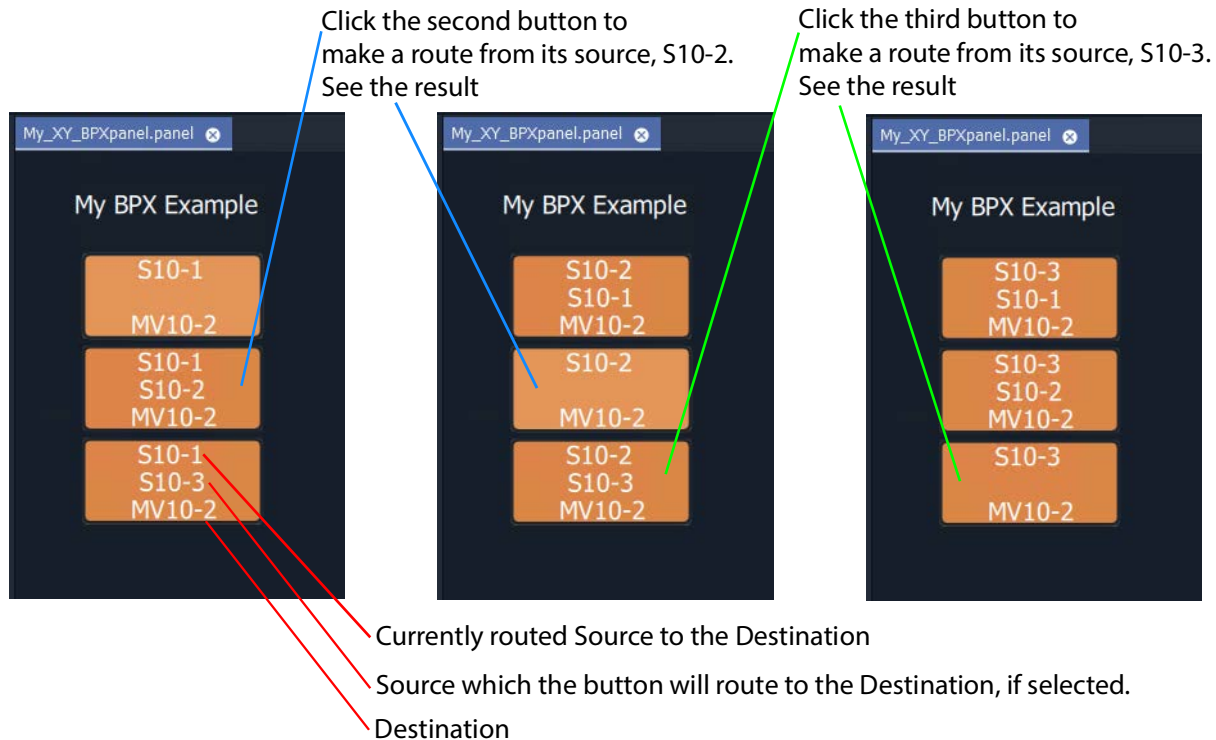 Click the second button to
make a route from its source, S10-2.
See the result
Click the third button to
make a route from its source, S10-3.
See the result
My_XY_BPXpanel.panel
My BPX Example
S10-1
MV10-2
S10-1
S10-2
MV10-2
S10-1
S10-3
MV10-2
My_XY_BPXpanel.panel
My BPX Example
S10-2
S10-1
MV10-2
S10-2
MV10-2
S10-2
S10-3
MV10-2
My_XY_BPXpanel.panel
My BPX Example
S10-3
S10-1
MV10-2
S10-3
S10-2
MV10-2
S10-3
MV10-2
Currently routed Source to the Destination
Source which the button will route to the Destination, if selected.
Destination